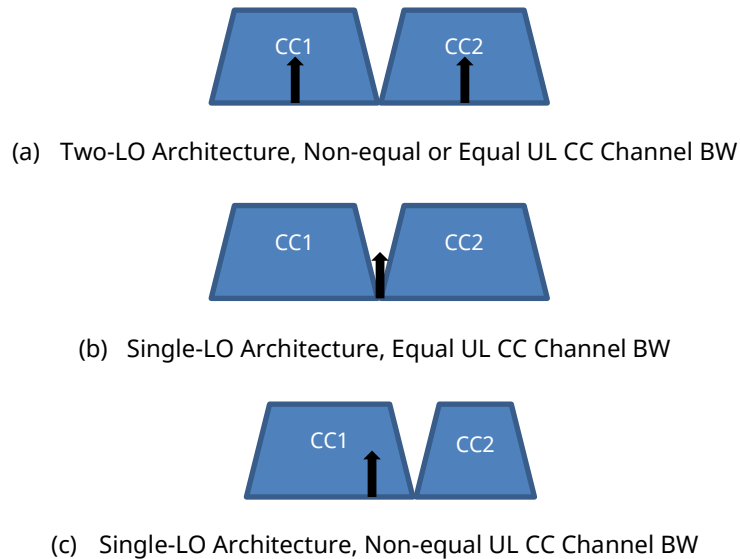 CC1 CC2
(a) Two-LO Architecture, Non-equal or Equal UL CC Channel BW
CC1 CC2
(b) Single-LO Architecture, Equal UL CC Channel BW
CC1 CC2
(c) Single-LO Architecture, Non-equal UL CC Channel BW